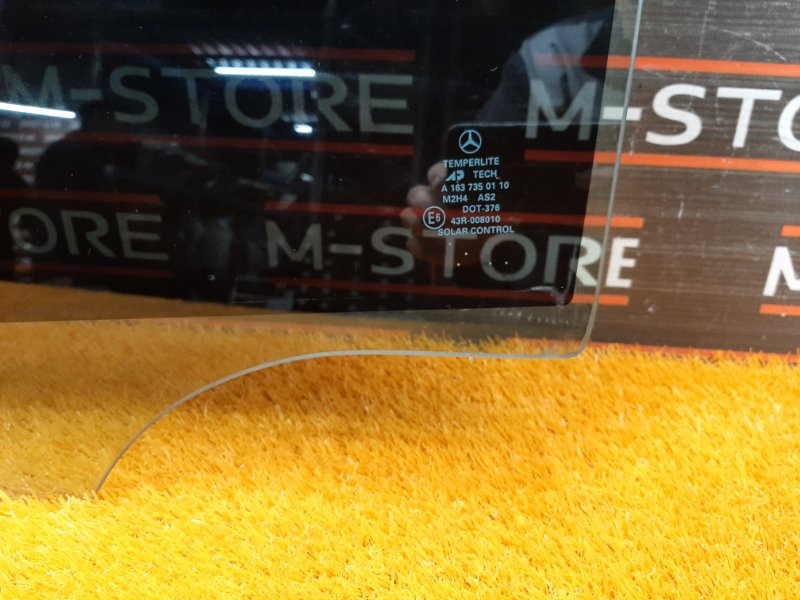 M-STORE
M-STO
TEMPERLITE
AP TECH
A 163 735 01 10
M2H4 AS2
DOT-376
E6 43R-008010
SOLAR CONTROL
ORE
M-STORE
M